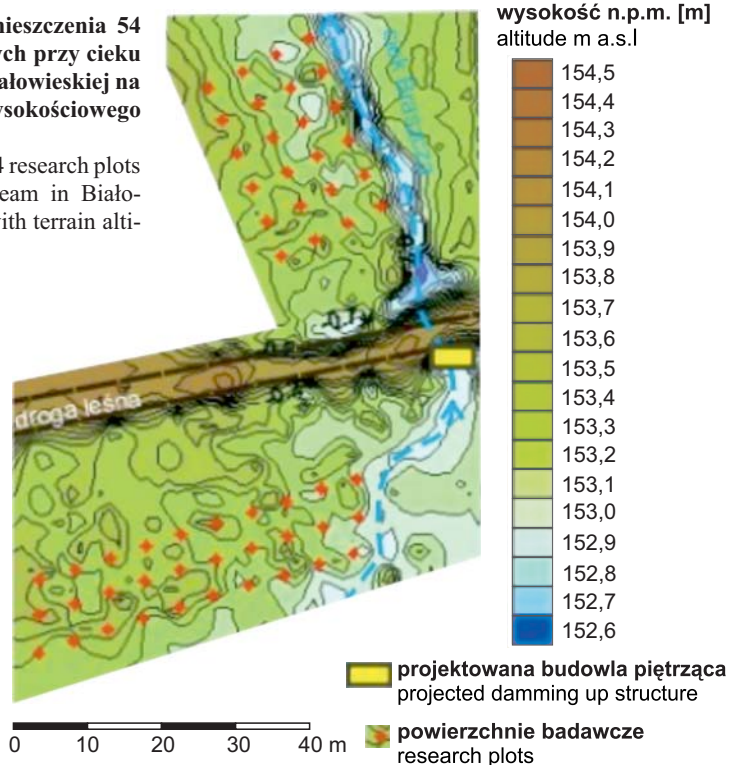 nieszczenia 54
ych przy cieku
ałowieskiej na
ysokościowego
4 research plots
eam in Biało-
ith terrain alti-
wysokość n.p.m. [m]
altitude m a.s.l
154,5
154,4
154,3
154,2
154,1
154,0
153,9
153,8
153,7
153,6
153,5
153,4
153,3
153,2
153,1
153,0
152,9
152,8
152,7
152,6
droga leśna
projektowana budowla piętrząca
projected damming up structure
powierzchnie badawcze
research plots
0 10 20 30 40 m